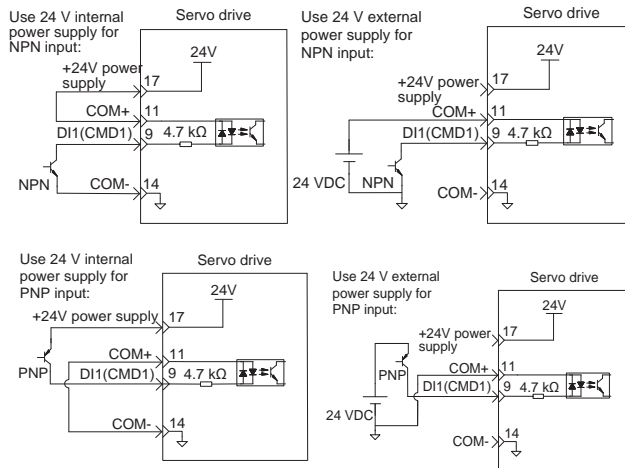 Use 24 V internal
power supply for
NPN input:
Servo drive
24V
+24V power
supply
17
COM+
11
DI1(CMD1)
9
4.7 kΩ
NPN
COM-
14
Use 24 V external
power supply for
NPN input:
Servo drive
24V
+24V power
supply
17
COM+
11
DI1(CMD1)
9
4.7 kΩ
24 VDC
NPN
COM-
14
Use 24 V internal
power supply for
PNP input:
Servo drive
24V
+24V power supply
17
COM+
11
PNP
DI1(CMD1)
9
4.7 kΩ
COM-
14
Use 24 V external
power supply for
PNP input:
Servo drive
24V
+24V power
supply
17
PNP
COM+
11
DI1(CMD1)
9
4.7 kΩ
24 VDC
COM-
14